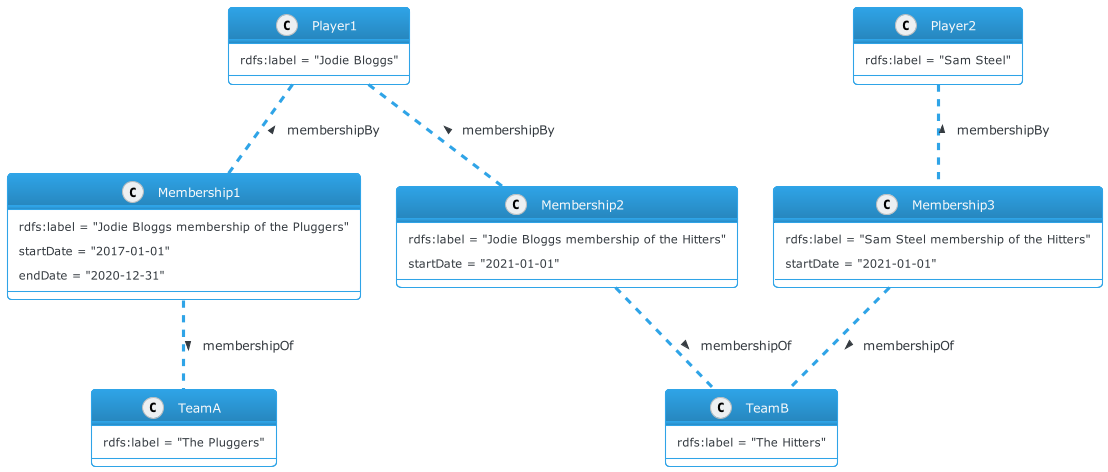 C Player1
rdfs:label = "Jodie Bloggs"
C Player2
rdfs:label = "Sam Steel"
membershipBy
membershipBy
membershipBy
C Membership1
rdfs:label = "Jodie Bloggs membership of the Pluggers"
startDate = "2017-01-01"
endDate = "2020-12-31"
C Membership2
rdfs:label = "Jodie Bloggs membership of the Hitters"
startDate = "2021-01-01"
C Membership3
rdfs:label = "Sam Steel membership of the Hitters"
startDate = "2021-01-01"
membershipOf
membershipOf
membershipOf
C TeamA
rdfs:label = "The Pluggers"
C TeamB
rdfs:label = "The Hitters"